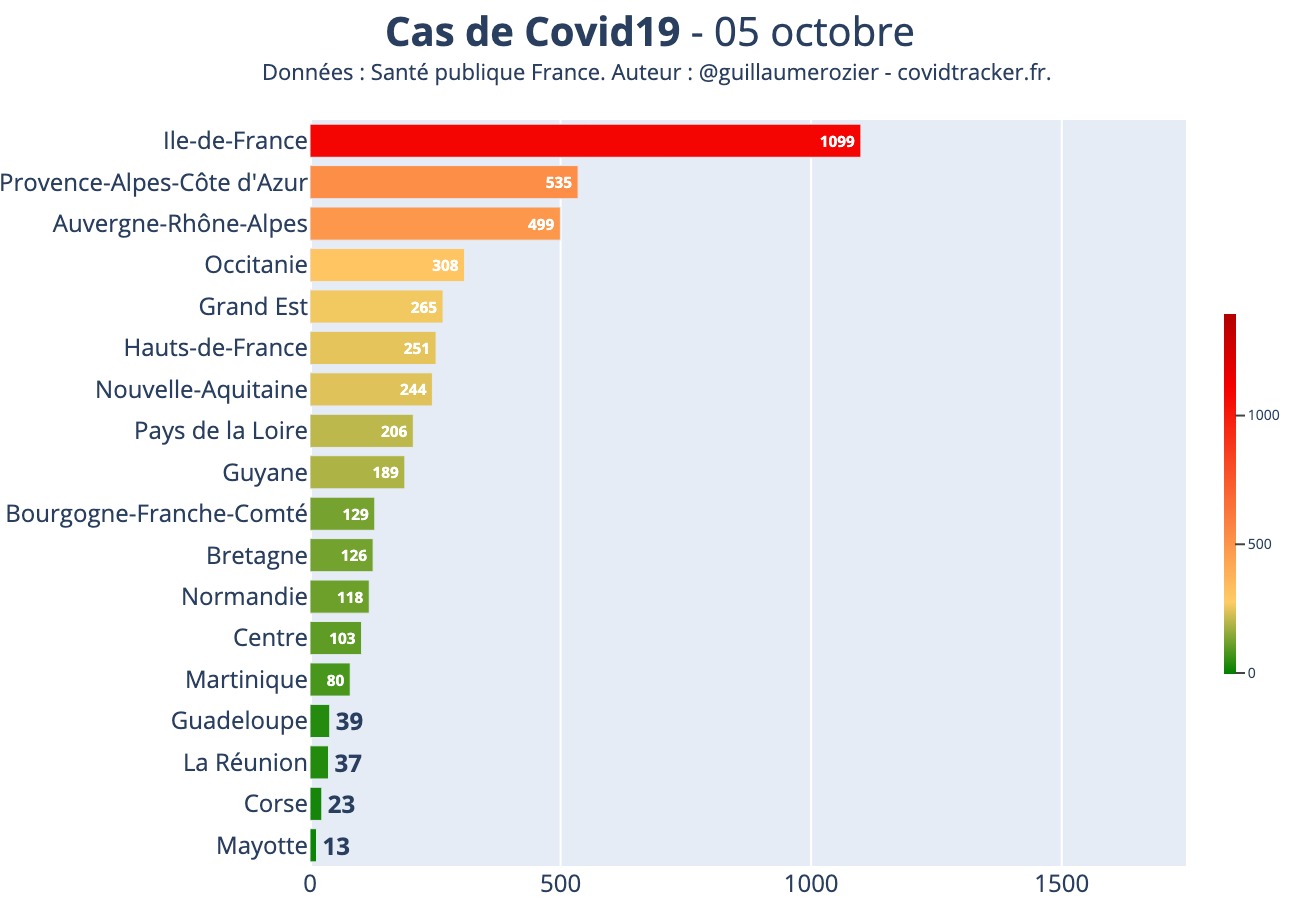 Cas de Covid19 - 05 octobre
Données : Santé publique France. Auteur : @guillaumerozier - covidtracker.fr.
Ile-de-France 1099
Provence-Alpes-Côte d'Azur 535
Auvergne-Rhône-Alpes 499
Occitanie 308
Grand Est 265
Hauts-de-France 251
Nouvelle-Aquitaine 244
Pays de la Loire 206
Guyane 189
Bourgogne-Franche-Comté 129
Bretagne 126
Normandie 118
Centre 103
Martinique 80
Guadeloupe 39
La Réunion 37
Corse 23
Mayotte 13
0 500 1000 1500
1000
500
0